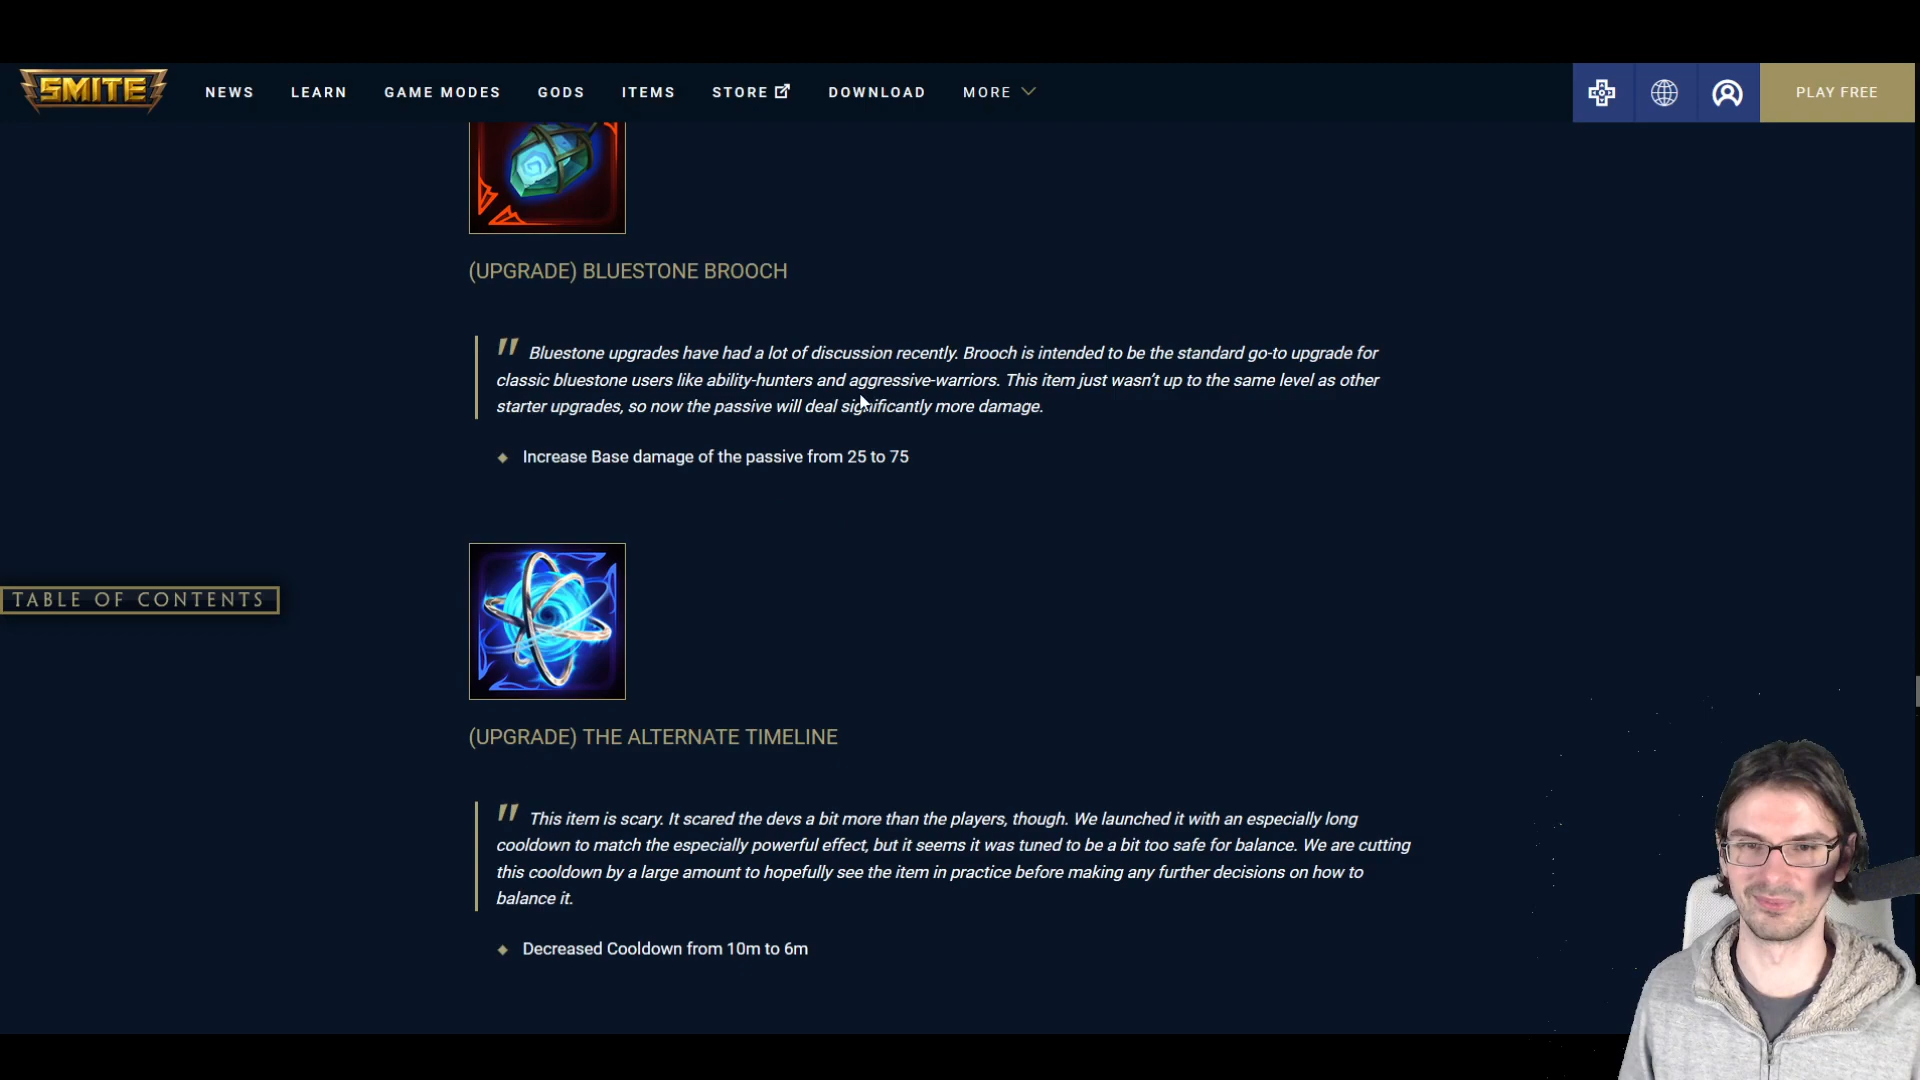 SMITE
NEWS LEARN GAME MODES GODS ITEMS STORE DOWNLOAD MORE PLAY FREE
(UPGRADE) BLUESTONE BROOCH
" Bluestone upgrades have had a lot of discussion recently. Brooch is intended to be the standard go-to upgrade for
classic bluestone users like ability-hunters and aggressive-warriors. This item just wasn't up to the same level as other
starter upgrades, so now the passive will deal significantly more damage.
Increase Base damage of the passive from 25 to 75
TABLE OF CONTENTS
(UPGRADE) THE ALTERNATE TIMELINE
" This item is scary. It scared the devs a bit more than the players, though. We launched it with an especially long
cooldown to match the especially powerful effect, but it seems it was tuned to be a bit too safe for balance. We are cutting
this cooldown by a large amount to hopefully see the item in practice before making any further decisions on how to
balance it.
Decreased Cooldown from 10m to 6m